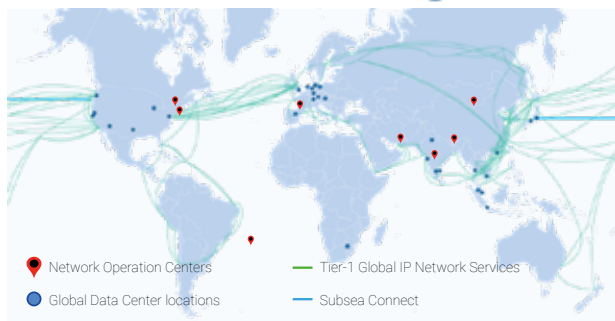 Network Operation Centers
Tier-1 Global IP Network Services
Global Data Center locations
Subsea Connect